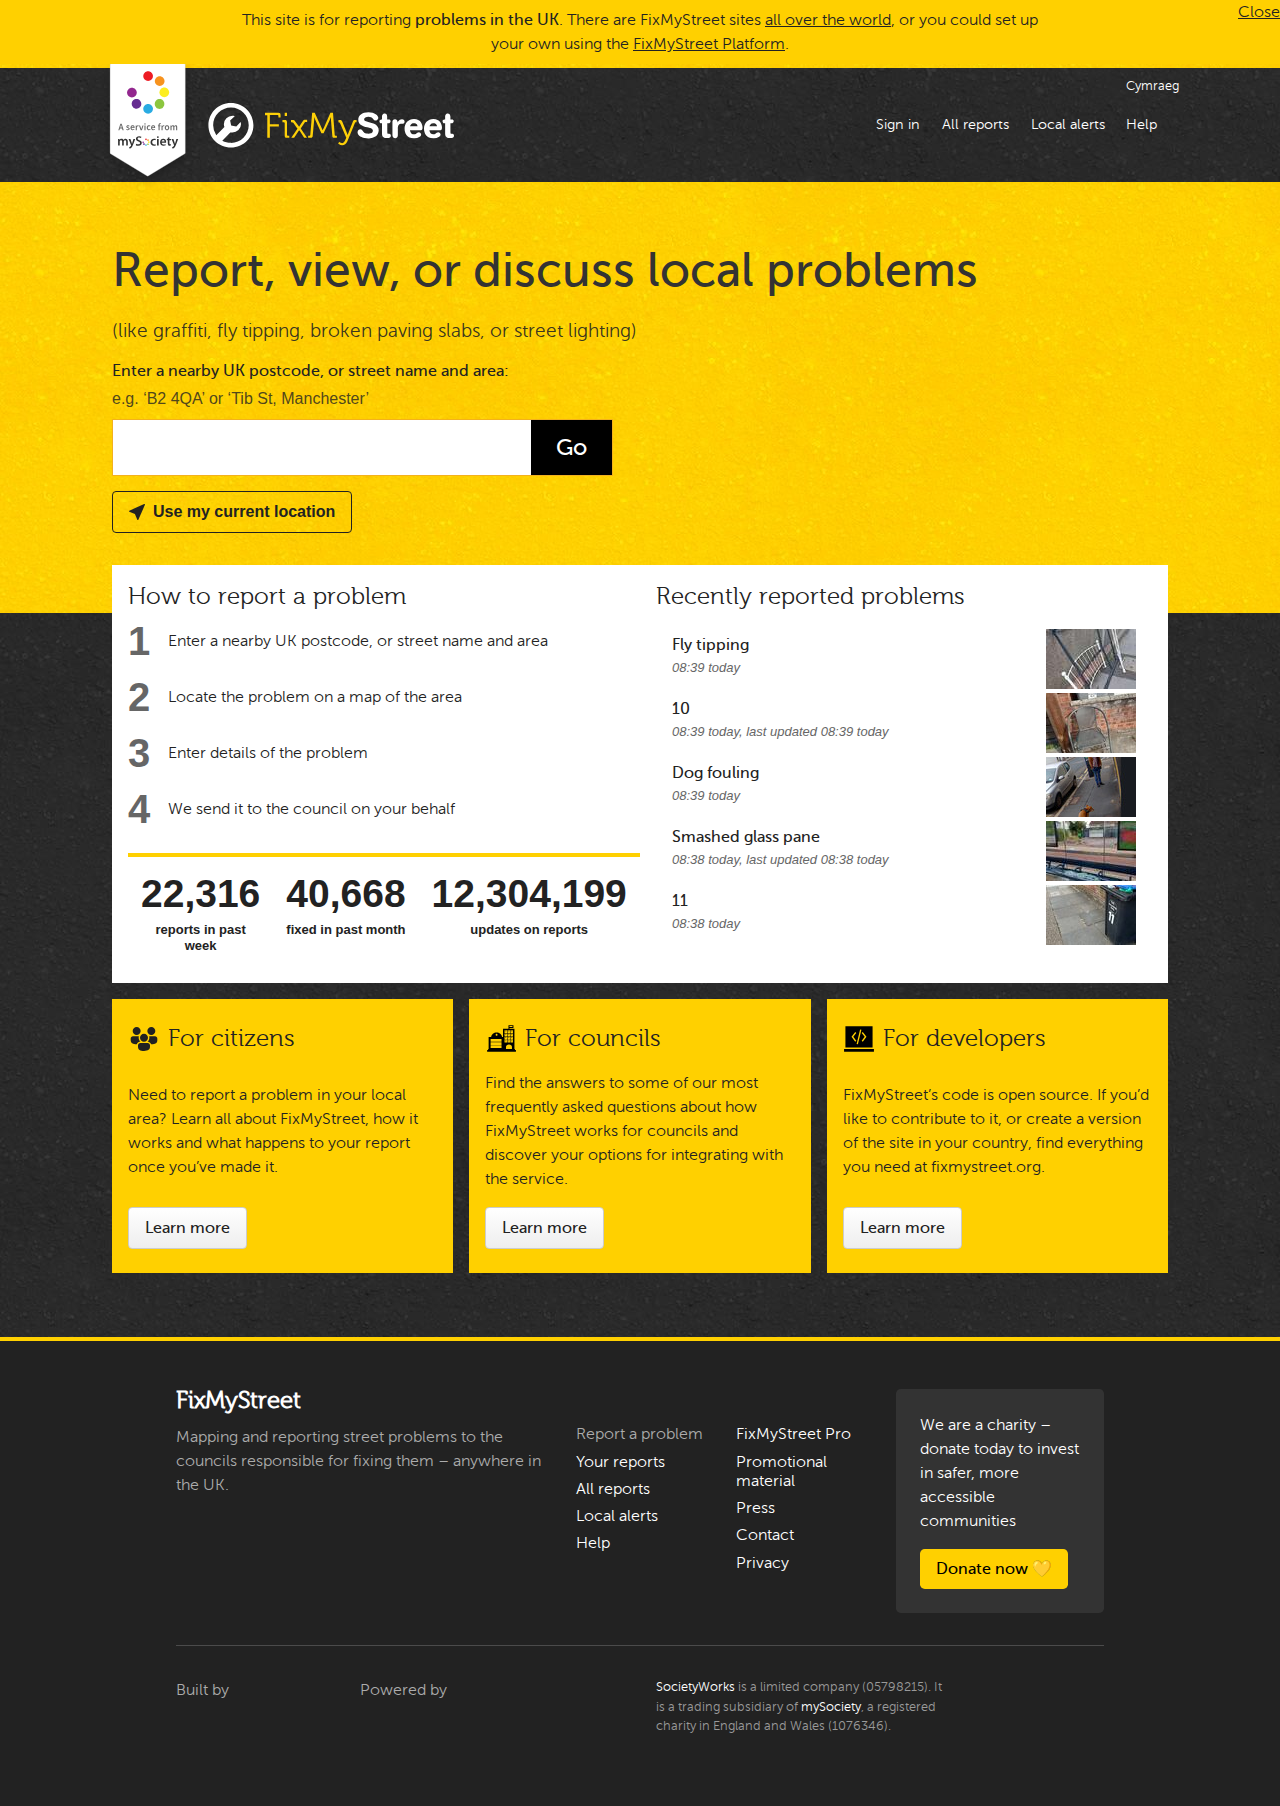 This site is for reporting problems in the UK. There are FixMyStreet sites all over the world, or you could set up
your own using the FixMyStreet Platform.
Close
Cymraeg
A service from
mySociety
FixMyStreet
Sign in
All reports
Local alerts
Help
Report, view, or discuss local problems
(like graffiti, fly tipping, broken paving slabs, or street lighting)
Enter a nearby UK postcode, or street name and area:
e.g. ‘B2 4QA’ or ‘Tib St, Manchester’
Go
Use my current location
How to report a problem
1 Enter a nearby UK postcode, or street name and area
2 Locate the problem on a map of the area
3 Enter details of the problem
4 We send it to the council on your behalf
22,316
reports in past
week
40,668
fixed in past month
12,304,199
updates on reports
Recently reported problems
Fly tipping
08:39 today
10
08:39 today, last updated 08:39 today
Dog fouling
08:39 today
Smashed glass pane
08:38 today, last updated 08:38 today
11
08:38 today
11
For citizens
Need to report a problem in your local
area? Learn all about FixMyStreet, how it
works and what happens to your report
once you’ve made it.
Learn more
For councils
Find the answers to some of our most
frequently asked questions about how
FixMyStreet works for councils and
discover your options for integrating with
the service.
Learn more
For developers
FixMyStreet’s code is open source. If you’d
like to contribute to it, or create a version
of the site in your country, find everything
you need at fixmystreet.org.
Learn more
FixMyStreet
Mapping and reporting street problems to the
councils responsible for fixing them – anywhere in
the UK.
Report a problem
Your reports
All reports
Local alerts
Help
FixMyStreet Pro
Promotional
material
Press
Contact
Privacy
We are a charity –
donate today to invest
in safer, more
accessible
communities
Donate now 💛
Built by
Powered by
SocietyWorks is a limited company (05798215). It
is a trading subsidiary of mySociety, a registered
charity in England and Wales (1076346).